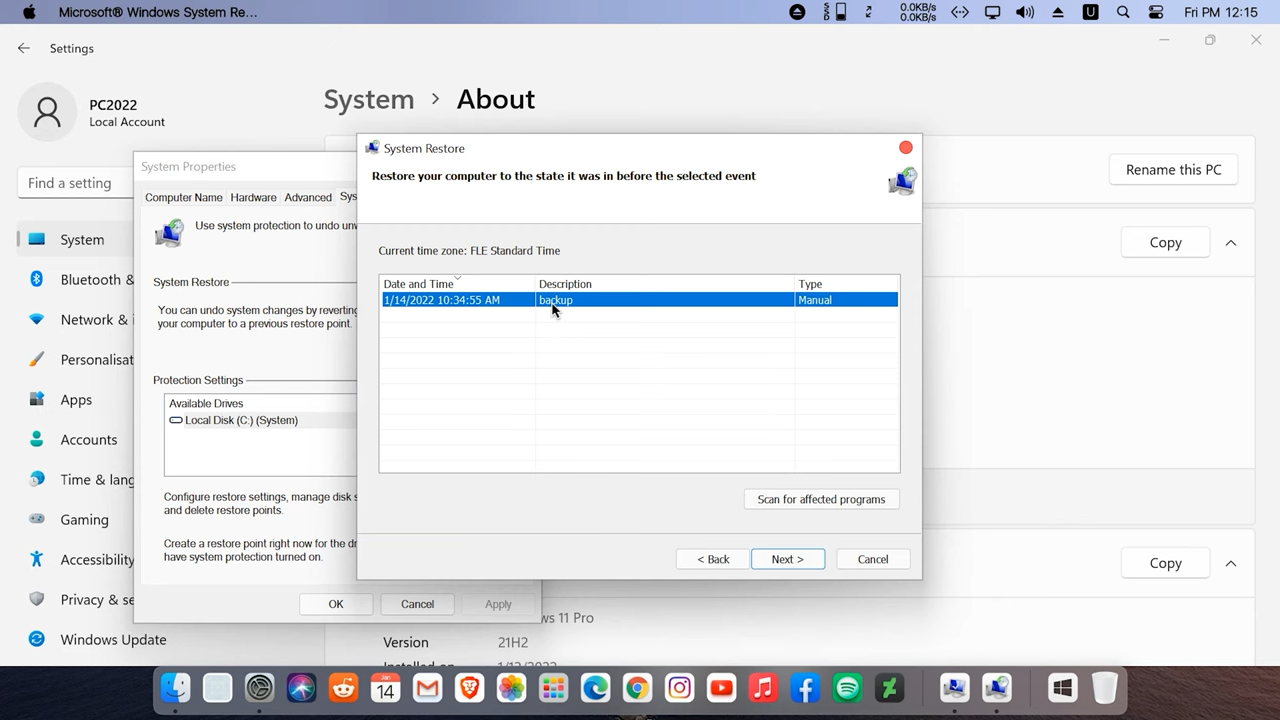 Microsoft® Windows System Re...
S
D
0.0KB/s
0.0KB/s
U
Fri PM 12:15
Settings
PC2022
Local Account
System > About
Find a setting
Rename this PC
Copy
System
Bluetooth &
Network & i
Personalisat
Apps
Accounts
Time & lang
Gaming
Accessibility
Privacy & se
Windows Update
System Properties
Computer Name Hardware Advanced Sys
Use system protection to undo unw
System Restore
You can undo system changes by reverting
your computer to a previous restore point.
Protection Settings
Available Drives
Local Disk (C:) (System)
Configure restore settings, manage disk s
and delete restore points.
Create a restore point right now for the dr
have system protection turned on.
OK Cancel Apply
System Restore
Restore your computer to the state it was in before the selected event
Current time zone: FLE Standard Time
Date and Time Description Type
1/14/2022 10:34:55 AM backup Manual
Scan for affected programs
< Back Next > Cancel
Copy
ws 11 Pro
Version 21H2
Installed on 1/12/2022
Jan
14